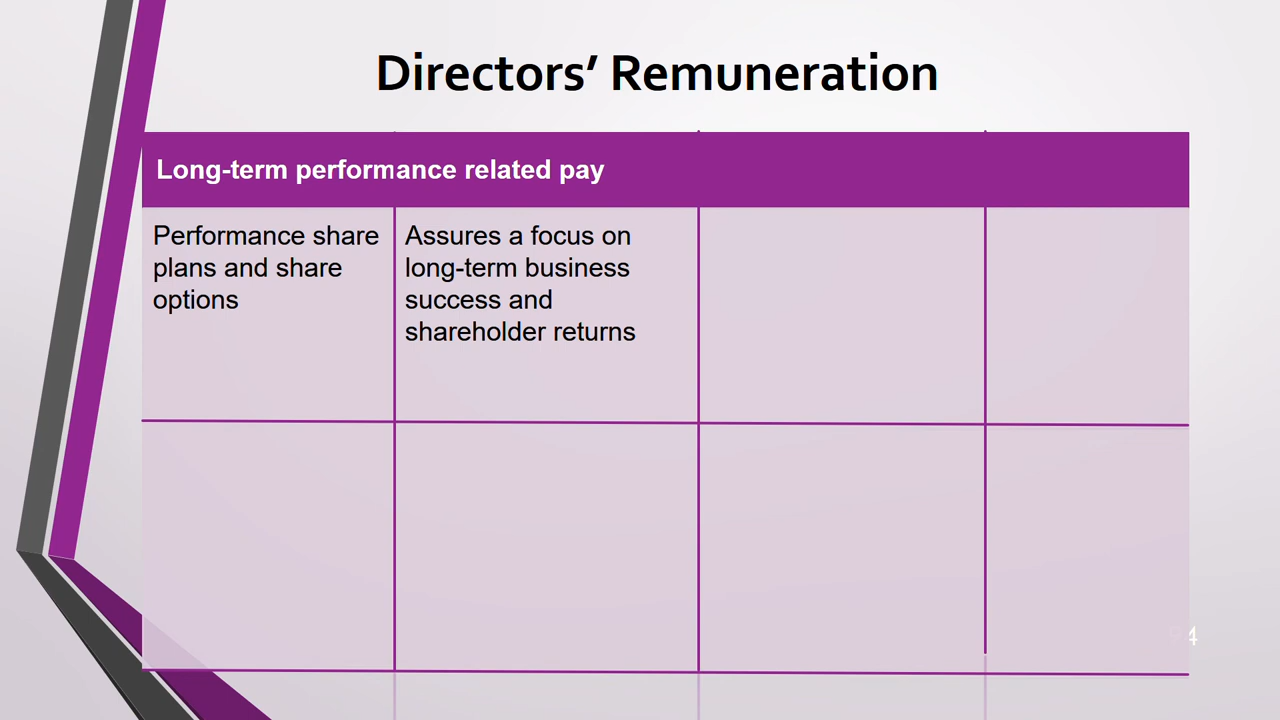 Directors’ Remuneration
Long-term performance related pay
Performance share
plans and share
options
Assures a focus on
long-term business
success and
shareholder returns